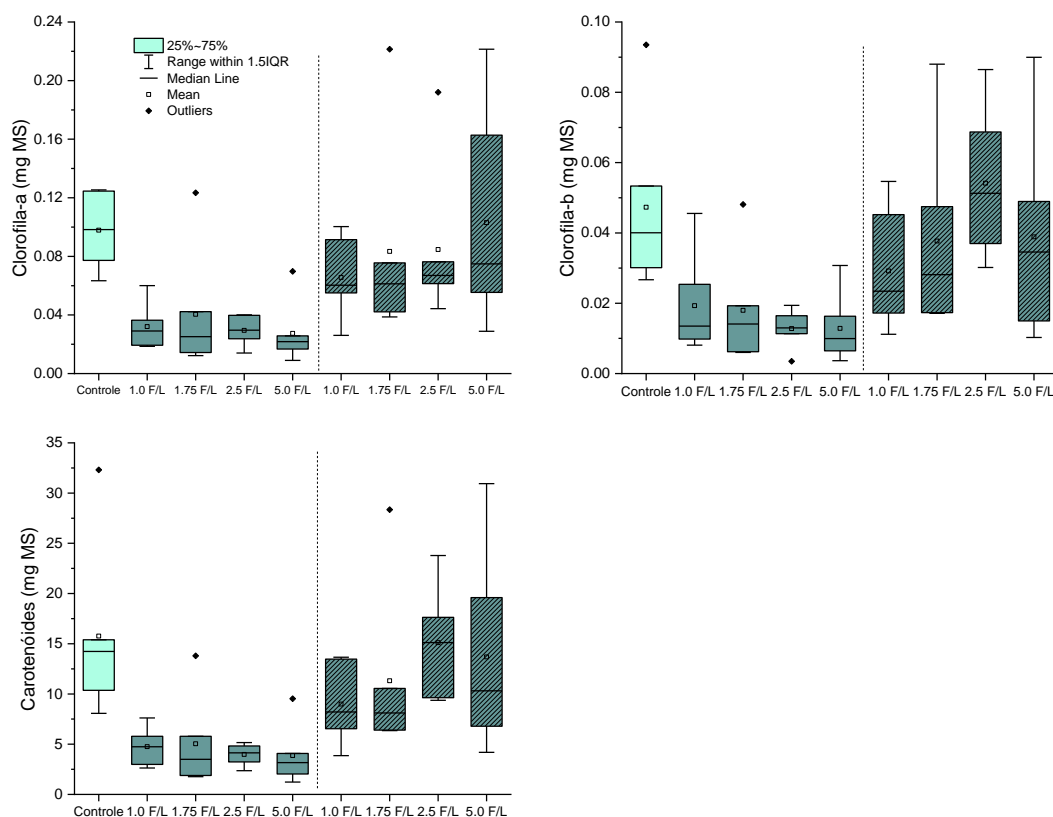 0.24
0.20
0.16
0.12
0.08
0.04
0.00
Clorofila-a (mg MS)
25%~75%
Range within 1.5IQR
Median Line
Mean
Outliers
Controle 1.0 F/L 1.75 F/L 2.5 F/L 5.0 F/L 1.0 F/L 1.75 F/L 2.5 F/L 5.0 F/L
0.10
0.08
0.06
0.04
0.02
0.00
Clorofila-b (mg MS)
Controle 1.0 F/L 1.75 F/L 2.5 F/L 5.0 F/L 1.0 F/L 1.75 F/L 2.5 F/L 5.0 F/L
35
30
25
20
15
10
5
0
Carotenóides (mg MS)
Controle 1.0 F/L 1.75 F/L 2.5 F/L 5.0 F/L 1.0 F/L 1.75 F/L 2.5 F/L 5.0 F/L